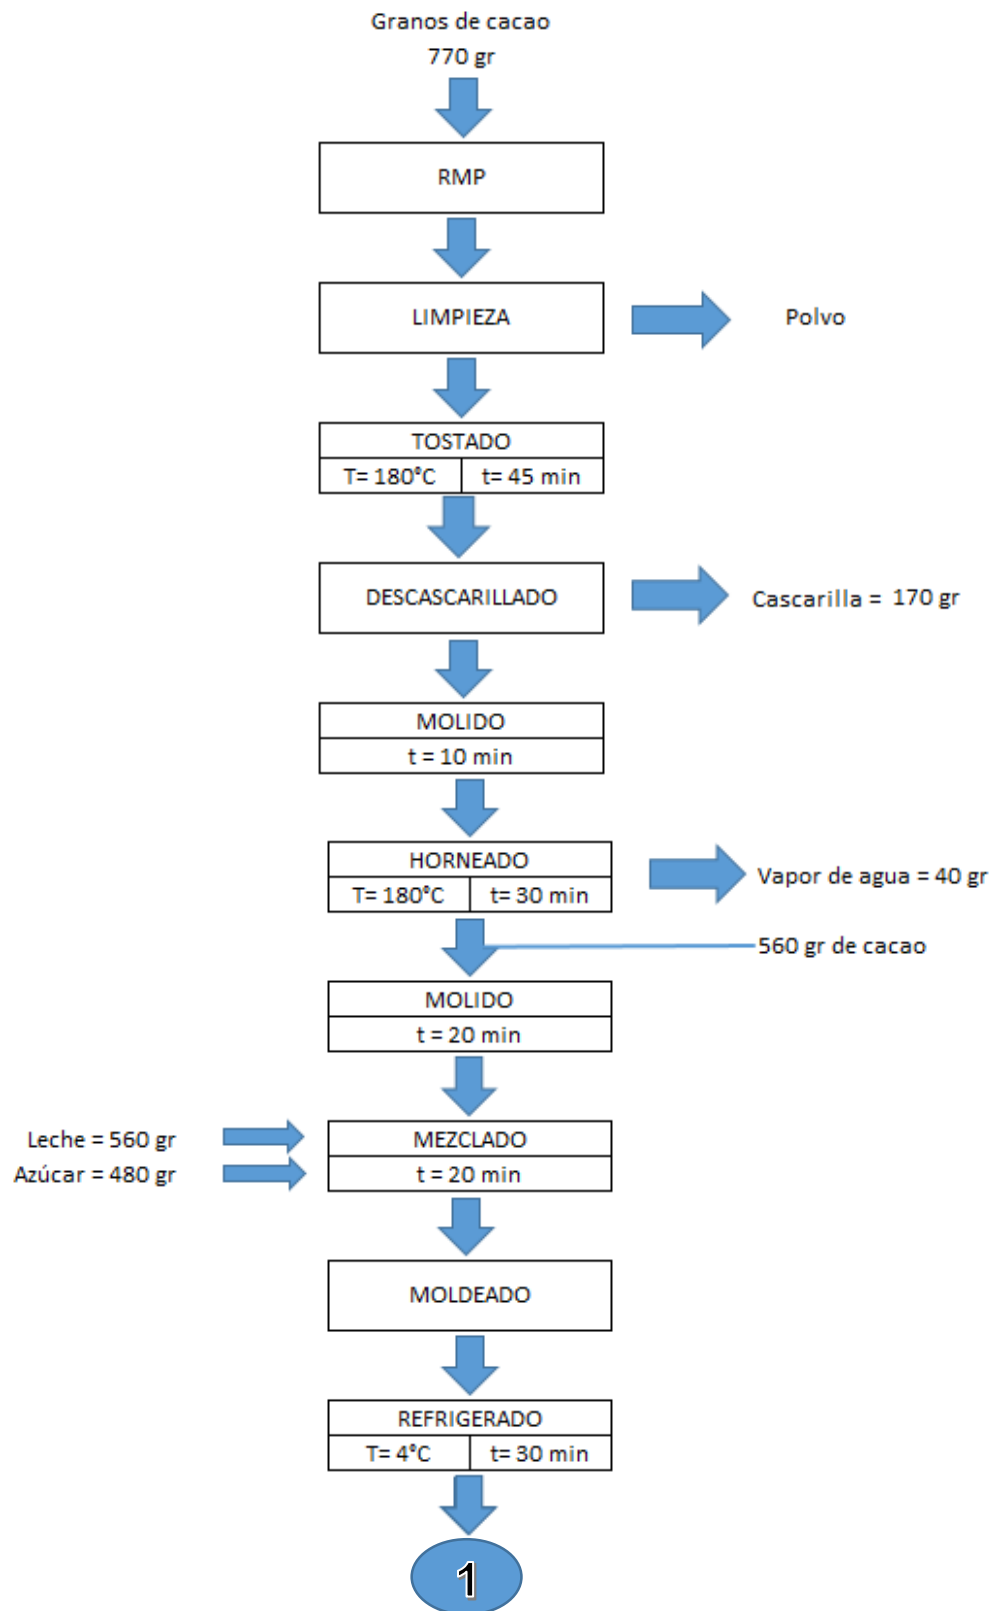 Granos de cacao
770 gr
RMP
LIMPIEZA
Polvo
TOSTADO
T= 180°C t= 45 min
DESCASCARILLADO
Cascarilla = 170 gr
MOLIDO
t = 10 min
HORNEADO
T= 180°C t= 30 min
Vapor de agua = 40 gr
560 gr de cacao
MOLIDO
t = 20 min
Leche = 560 gr
MEZCLADO
Azúcar = 480 gr
t = 20 min
MOLDEADO
REFRIGERADO
T= 4°C t= 30 min
1